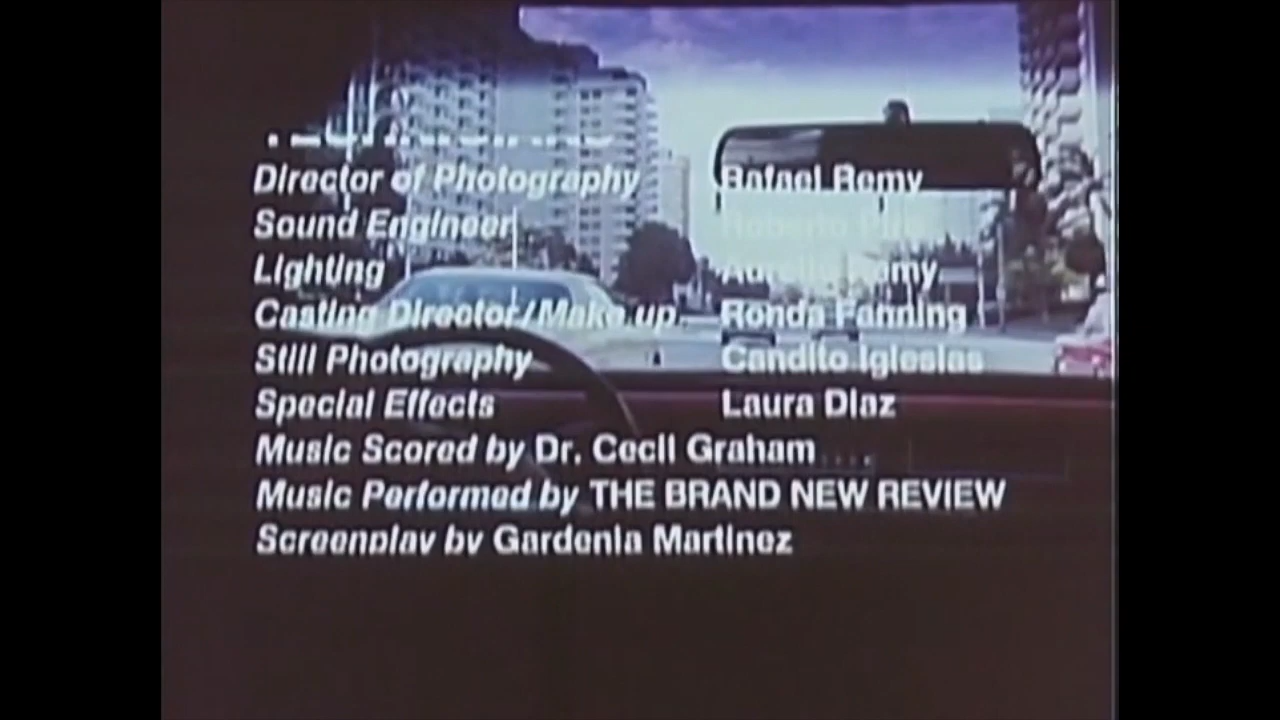 Director of Photography Rafael Remy
Sound Engineer Roberto
Lighting Remy
Casting Director/Make up Ronda Fanning
Still Photography Candito Iglesias
Special Effects Laura Diaz
Music Scored by Dr. Cecil Graham
Music Performed by THE BRAND NEW REVIEW
Screenplay by Gardenia Martinez